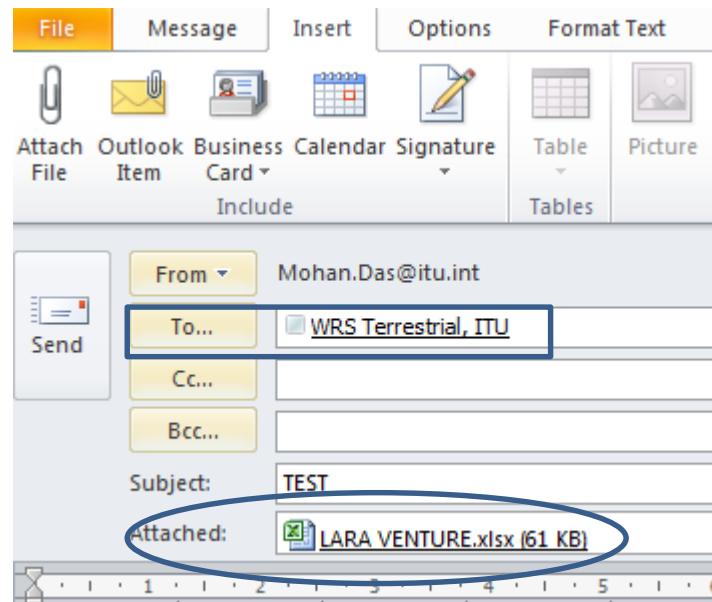 File Message Insert Options Format Text
Attach File
Outlook Item
Business Card
Calendar
Signature
Table
Picture
Include
Tables
From Mohan.Das@itu.int
Send
To... WRS Terrestrial, ITU
Cc...
Bcc...
Subject: TEST
Attached: LARA VENTURE.xlsx (61 KB)
1 2 3 4 5